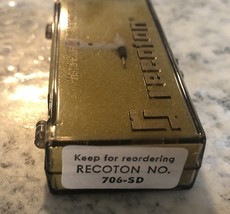 Keep for reordering
RECOTON NO.
706-SD